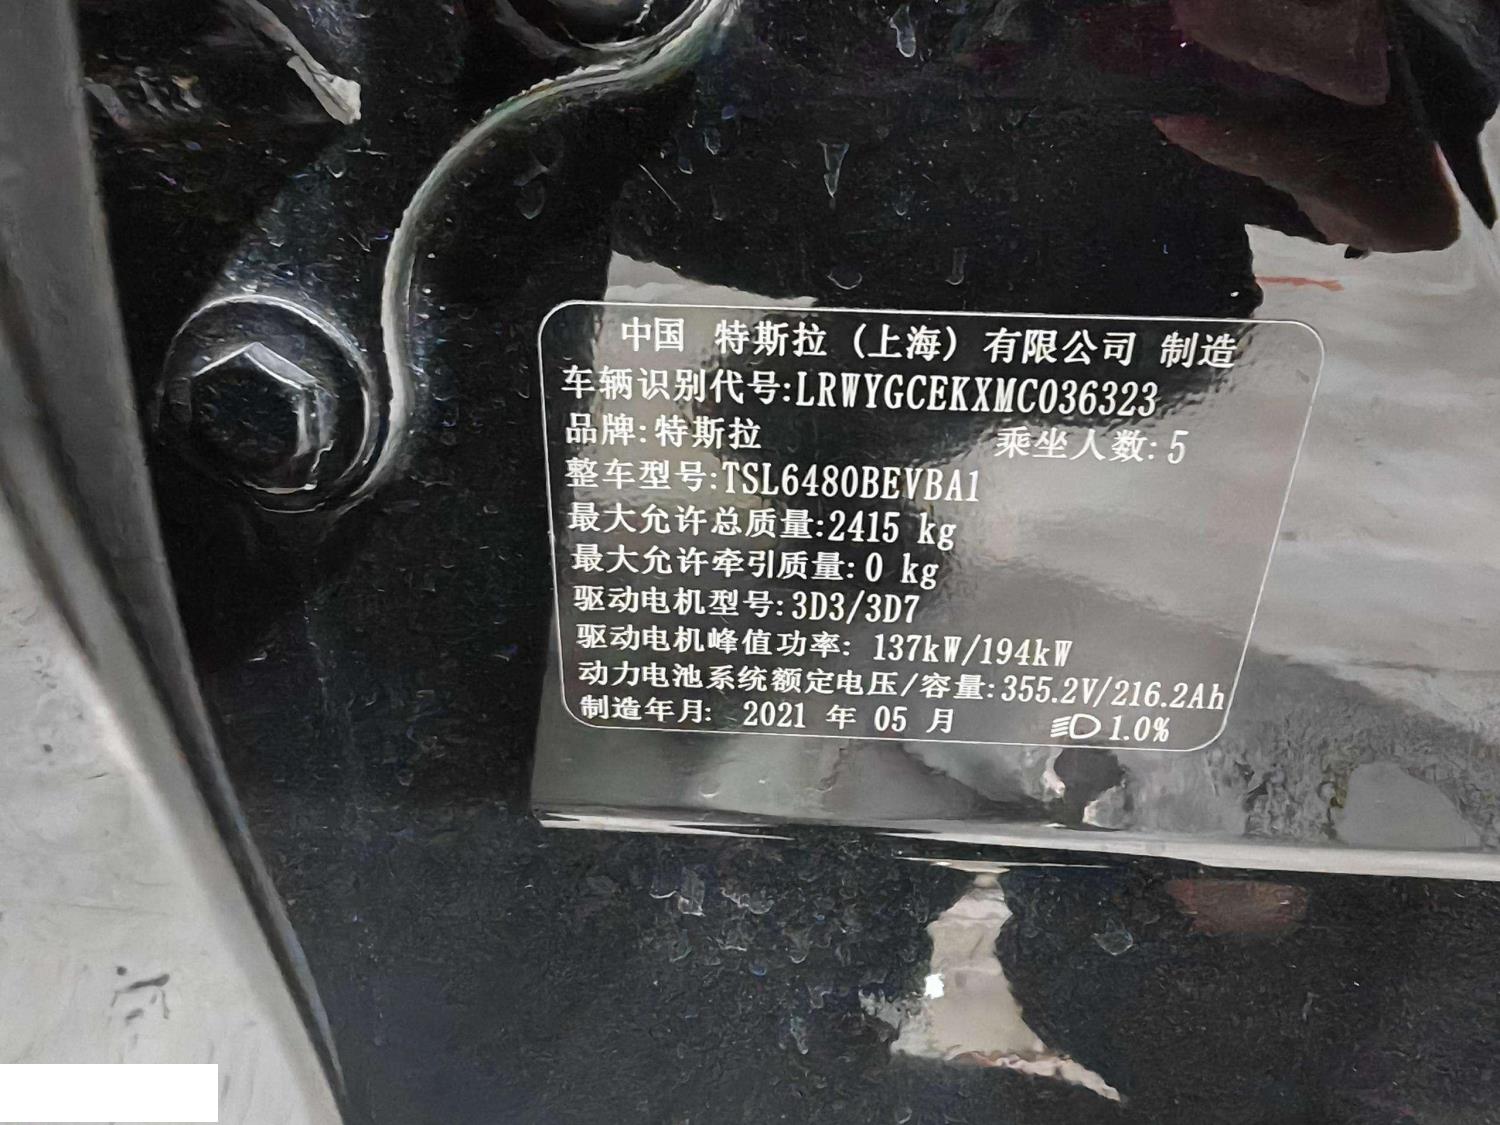 中国 特斯拉（上海）有限公司 制造
车辆识别代号:LRWYGCEKXMC036323
品牌:特斯拉 乘坐人数:5
整车型号:TSL6480BEVBA1
最大允许总质量:2415 kg
最大允许牵引质量:0 kg
驱动电机型号:3D3/3D7
驱动电机峰值功率: 137kW/194kW
动力电池系统额定电压/容量:355.2V/216.2Ah
制造年月: 2021 年 05 月 1.0%